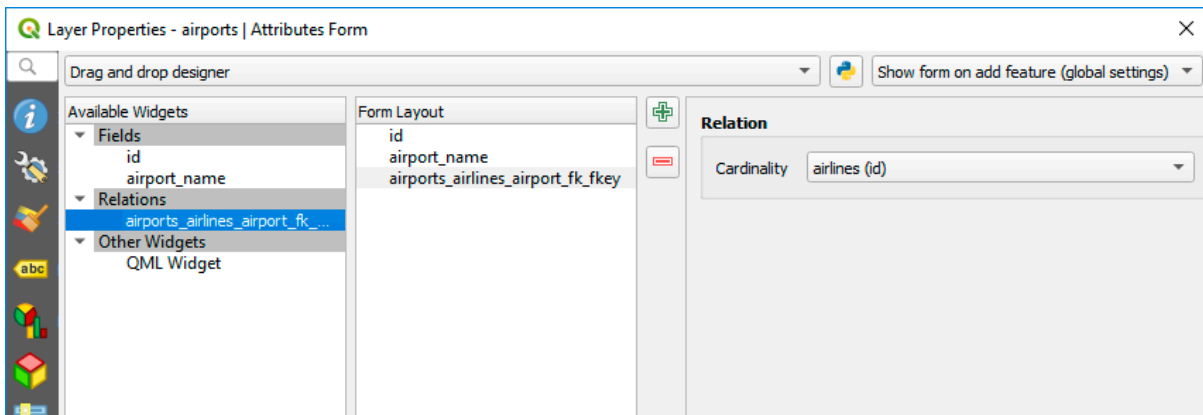 Layer Properties - airports | Attributes Form
Drag and drop designer
Show form on add feature (global settings)
Available Widgets
Fields
id
airport_name
Relations
airports_airlines_airport_fk_...
Other Widgets
QML Widget
Form Layout
id
airport_name
airports_airlines_airport_fk_fkey
Relation
Cardinality airlines (id)
abc